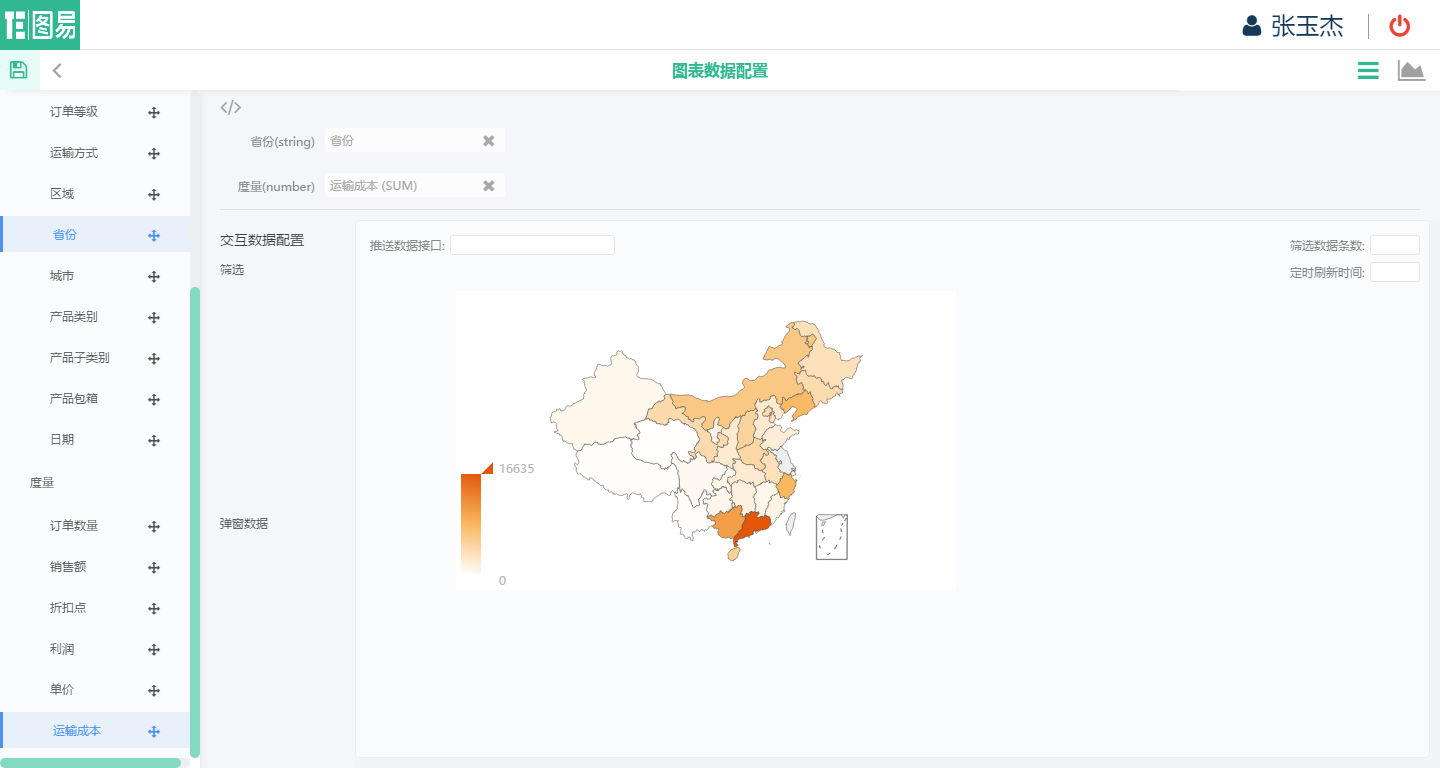 图易
张玉杰
图表数据配置
订单等级
运输方式
区域
省份
城市
产品类别
产品子类别
产品包箱
日期
度量
订单数量
销售额
折扣点
利润
单价
运输成本
</>
省份(string) 省份
度量(number) 运输成本 (SUM)
交互数据配置
筛选
弹窗数据
推送数据接口:
筛选数据条数:
定时刷新时间:
16635
0